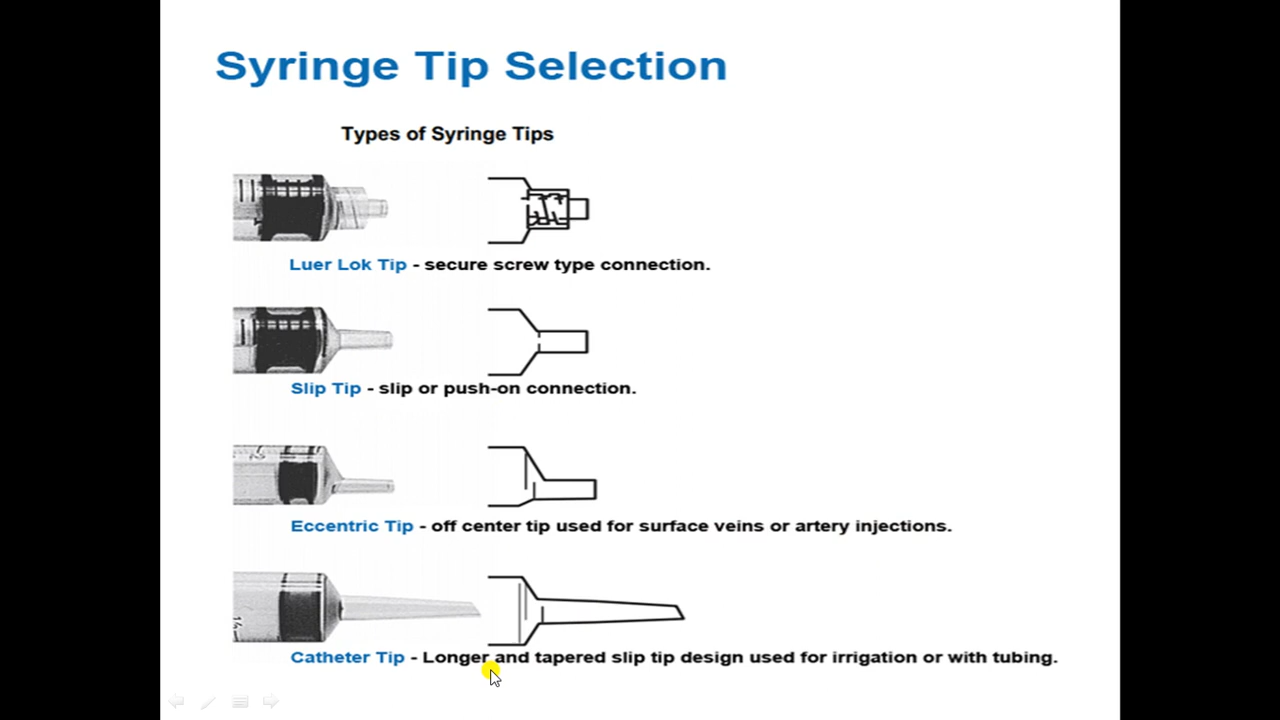 Syringe Tip Selection
Types of Syringe Tips
Luer Lok Tip - secure screw type connection.
Slip Tip - slip or push-on connection.
Eccentric Tip - off center tip used for surface veins or artery injections.
Catheter Tip - Longer and tapered slip tip design used for irrigation or with tubing.